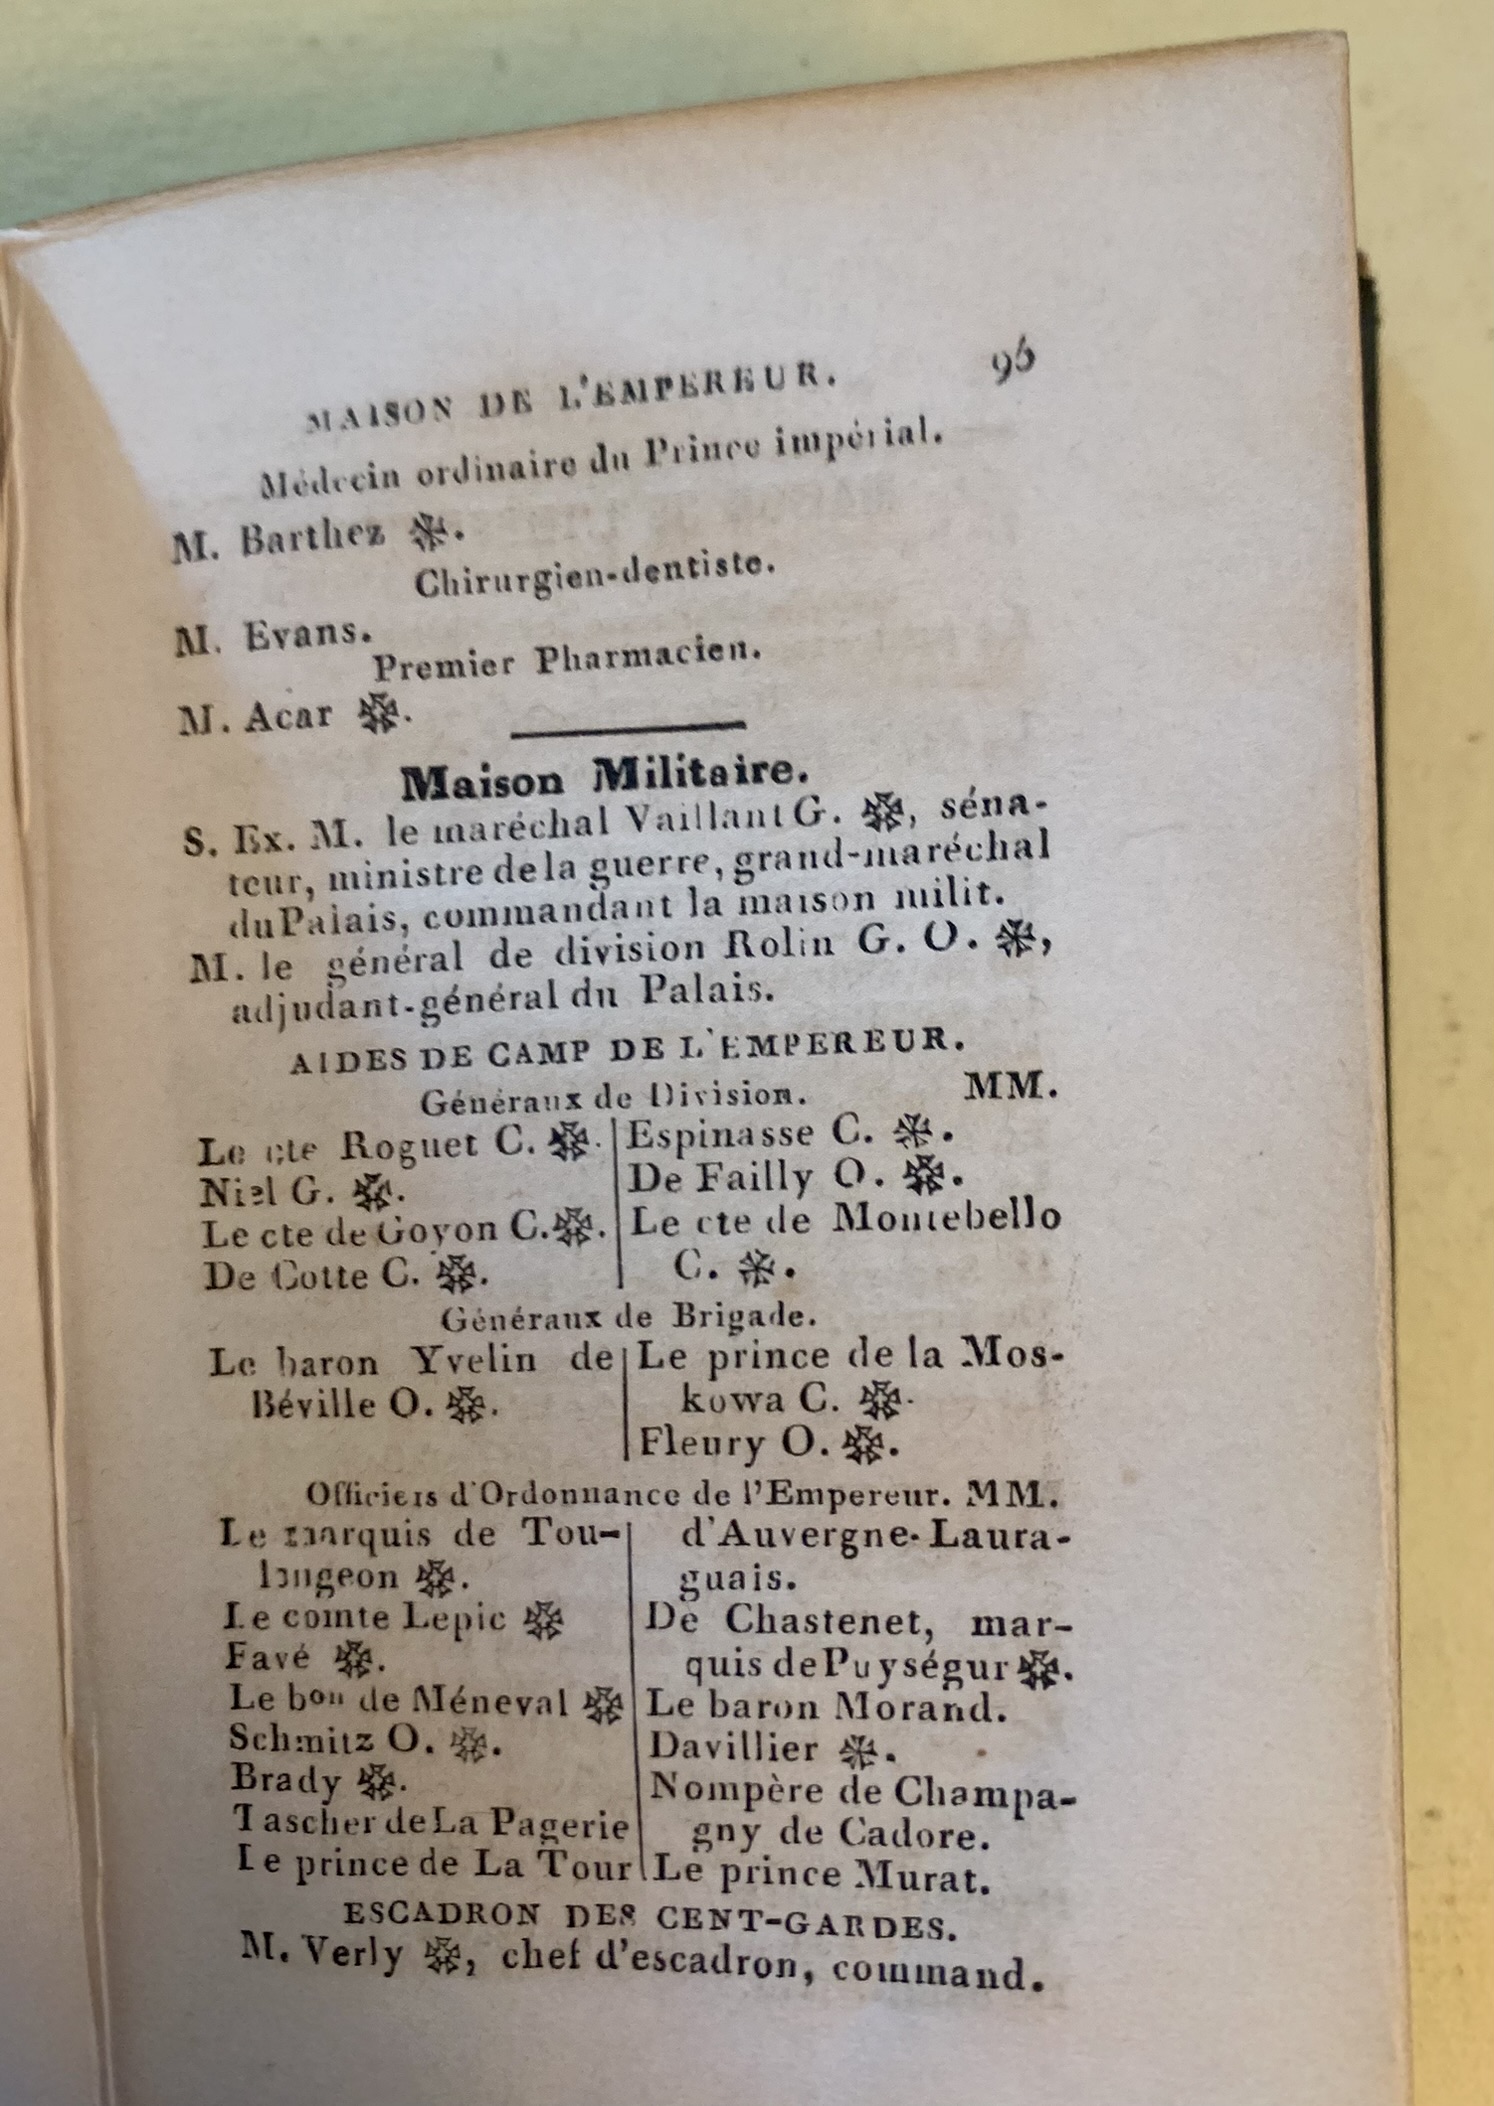 MAISON DE L'EMPEREUR. 95
Médecin ordinaire du Prince impérial.
M. Barthez ✠.
Chirurgien-dentiste.
M. Evans.
Premier Pharmacien.
M. Acar ✠.
Maison Militaire.
S. Ex. M. le maréchal Vaillant G. ✠, séna-
teur, ministre de la guerre, grand-maréchal
du Palais, commandant la maison milit.
M. le général de division Rolin G. O. ✠,
adjudant-général du Palais.
AIDES DE CAMP DE L'EMPEREUR.
Généraux de Division. MM.
Le cte Roguet C. ✠.
Niel G. ✠.
Le cte de Goyon C. ✠.
De Cotte C. ✠.
Espinasse C. ✠.
De Failly O. ✠.
Le cte de Montebello
C. ✠.
Généraux de Brigade.
Le baron Yvelin de
Béville O. ✠.
Le prince de la Mos-
kowa C. ✠.
Fleury O. ✠.
Officiers d'Ordonnance de l'Empereur. MM.
Le marquis de Tou-
longeon ✠.
Le comte Lepic ✠
Favé ✠.
Le bon de Méneval ✠
Schmitz O. ✠.
Brady ✠.
Tascher de La Pagerie
Le prince de La Tour
d'Auvergne-Laura-
guais.
De Chastenet, mar-
quis de Puységur ✠.
Le baron Morand.
Davillier ✠.
Nompère de Champa-
gny de Cadore.
Le prince Murat.
ESCADRON DES CENT-GARDES.
M. Verly ✠, chef d'escadron, command.